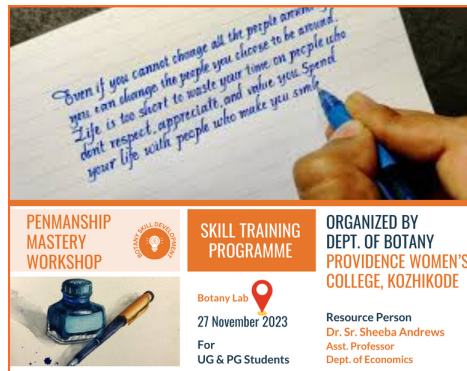 Even if you cannot change all the people around
you can change the people you choose to be around.
Life is too short to waste your time on people who
dont respect, appreciate, and value you. Spend
your life with people who make you smile
PENMANSHIP
MASTERY
WORKSHOP
BOTANY SKILL DEVELOPMENT
SKILL TRAINING
PROGRAMME
Botany Lab
27 November 2023
For
UG & PG Students
ORGANIZED BY
DEPT. OF BOTANY
PROVIDENCE WOMEN'S
COLLEGE, KOZHIKODE
Resource Person
Dr. Sr. Sheeba Andrews
Asst. Professor
Dept. of Economics